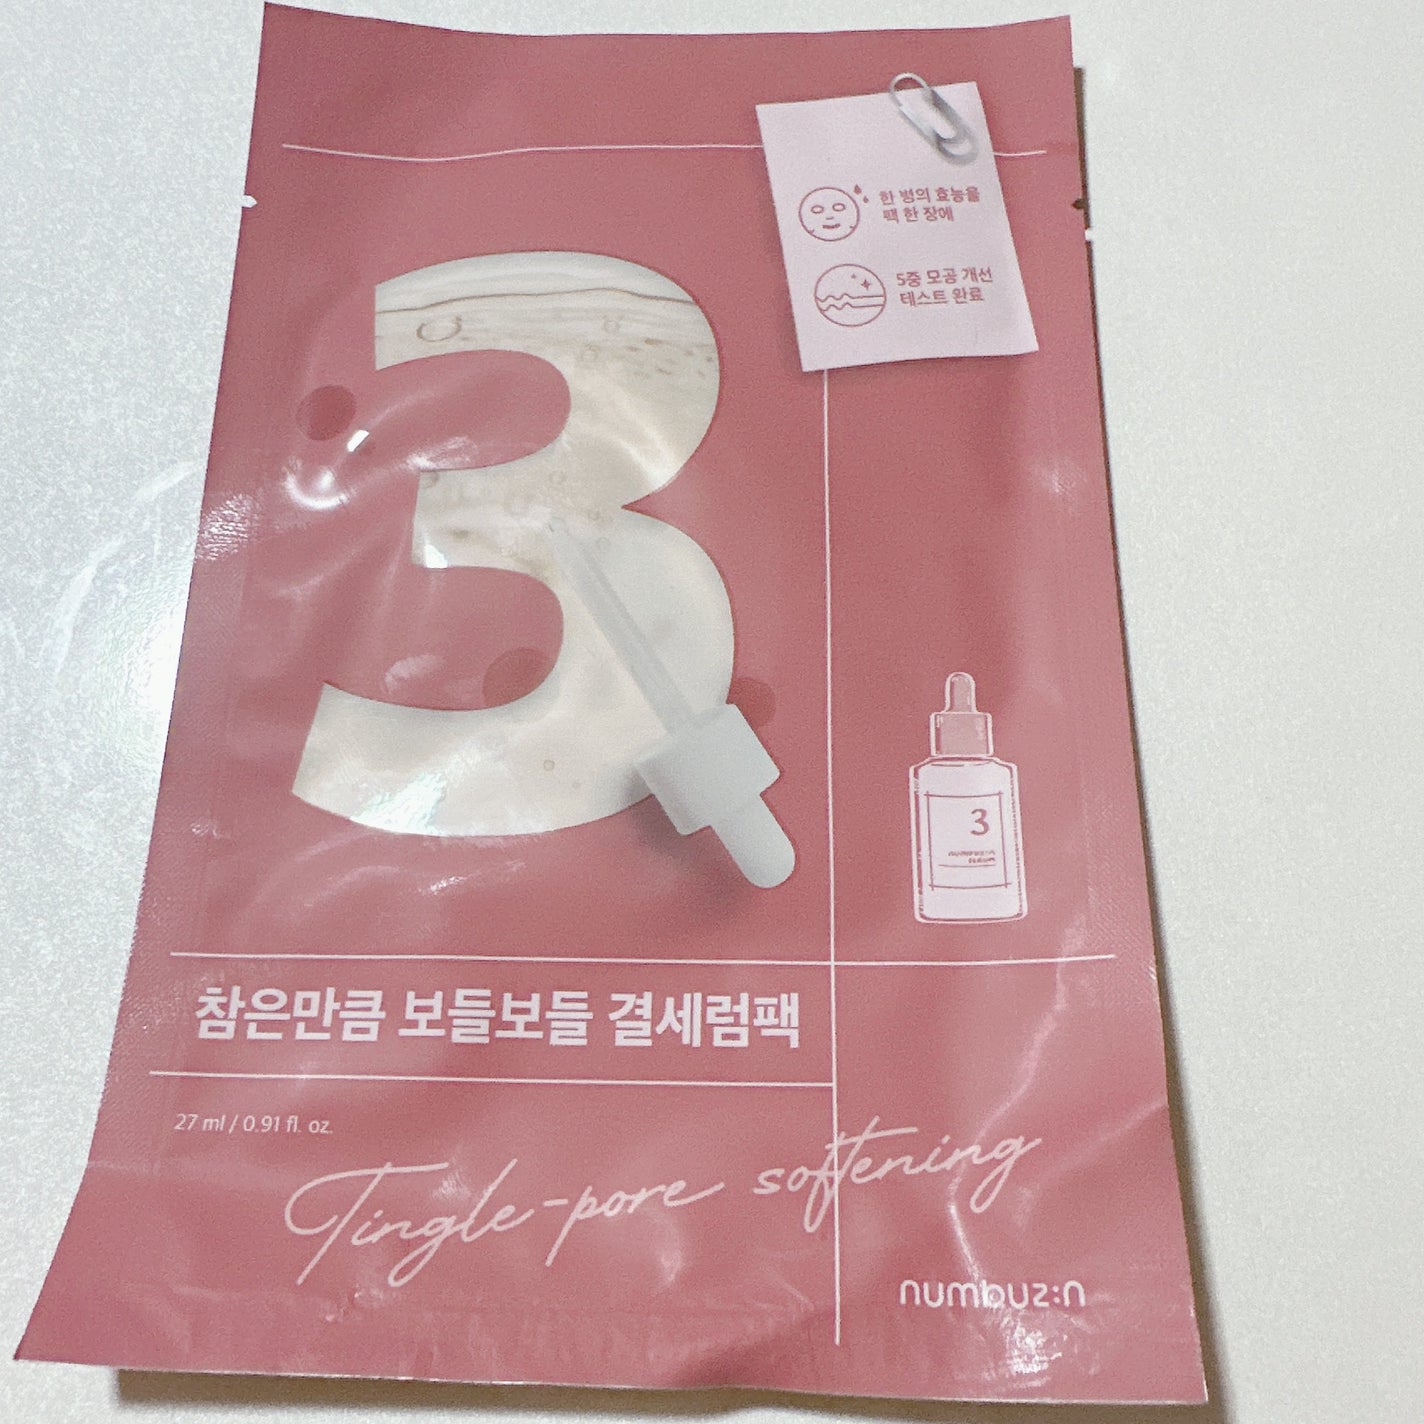 한 병의 효능을
팩 한 장에
5중 모공 개선
테스트 완료
3
3
참은만큼 보들보들 결세럼팩
27 ml / 0.91 fl. oz.
Tingle-pore softening
numbuz:n